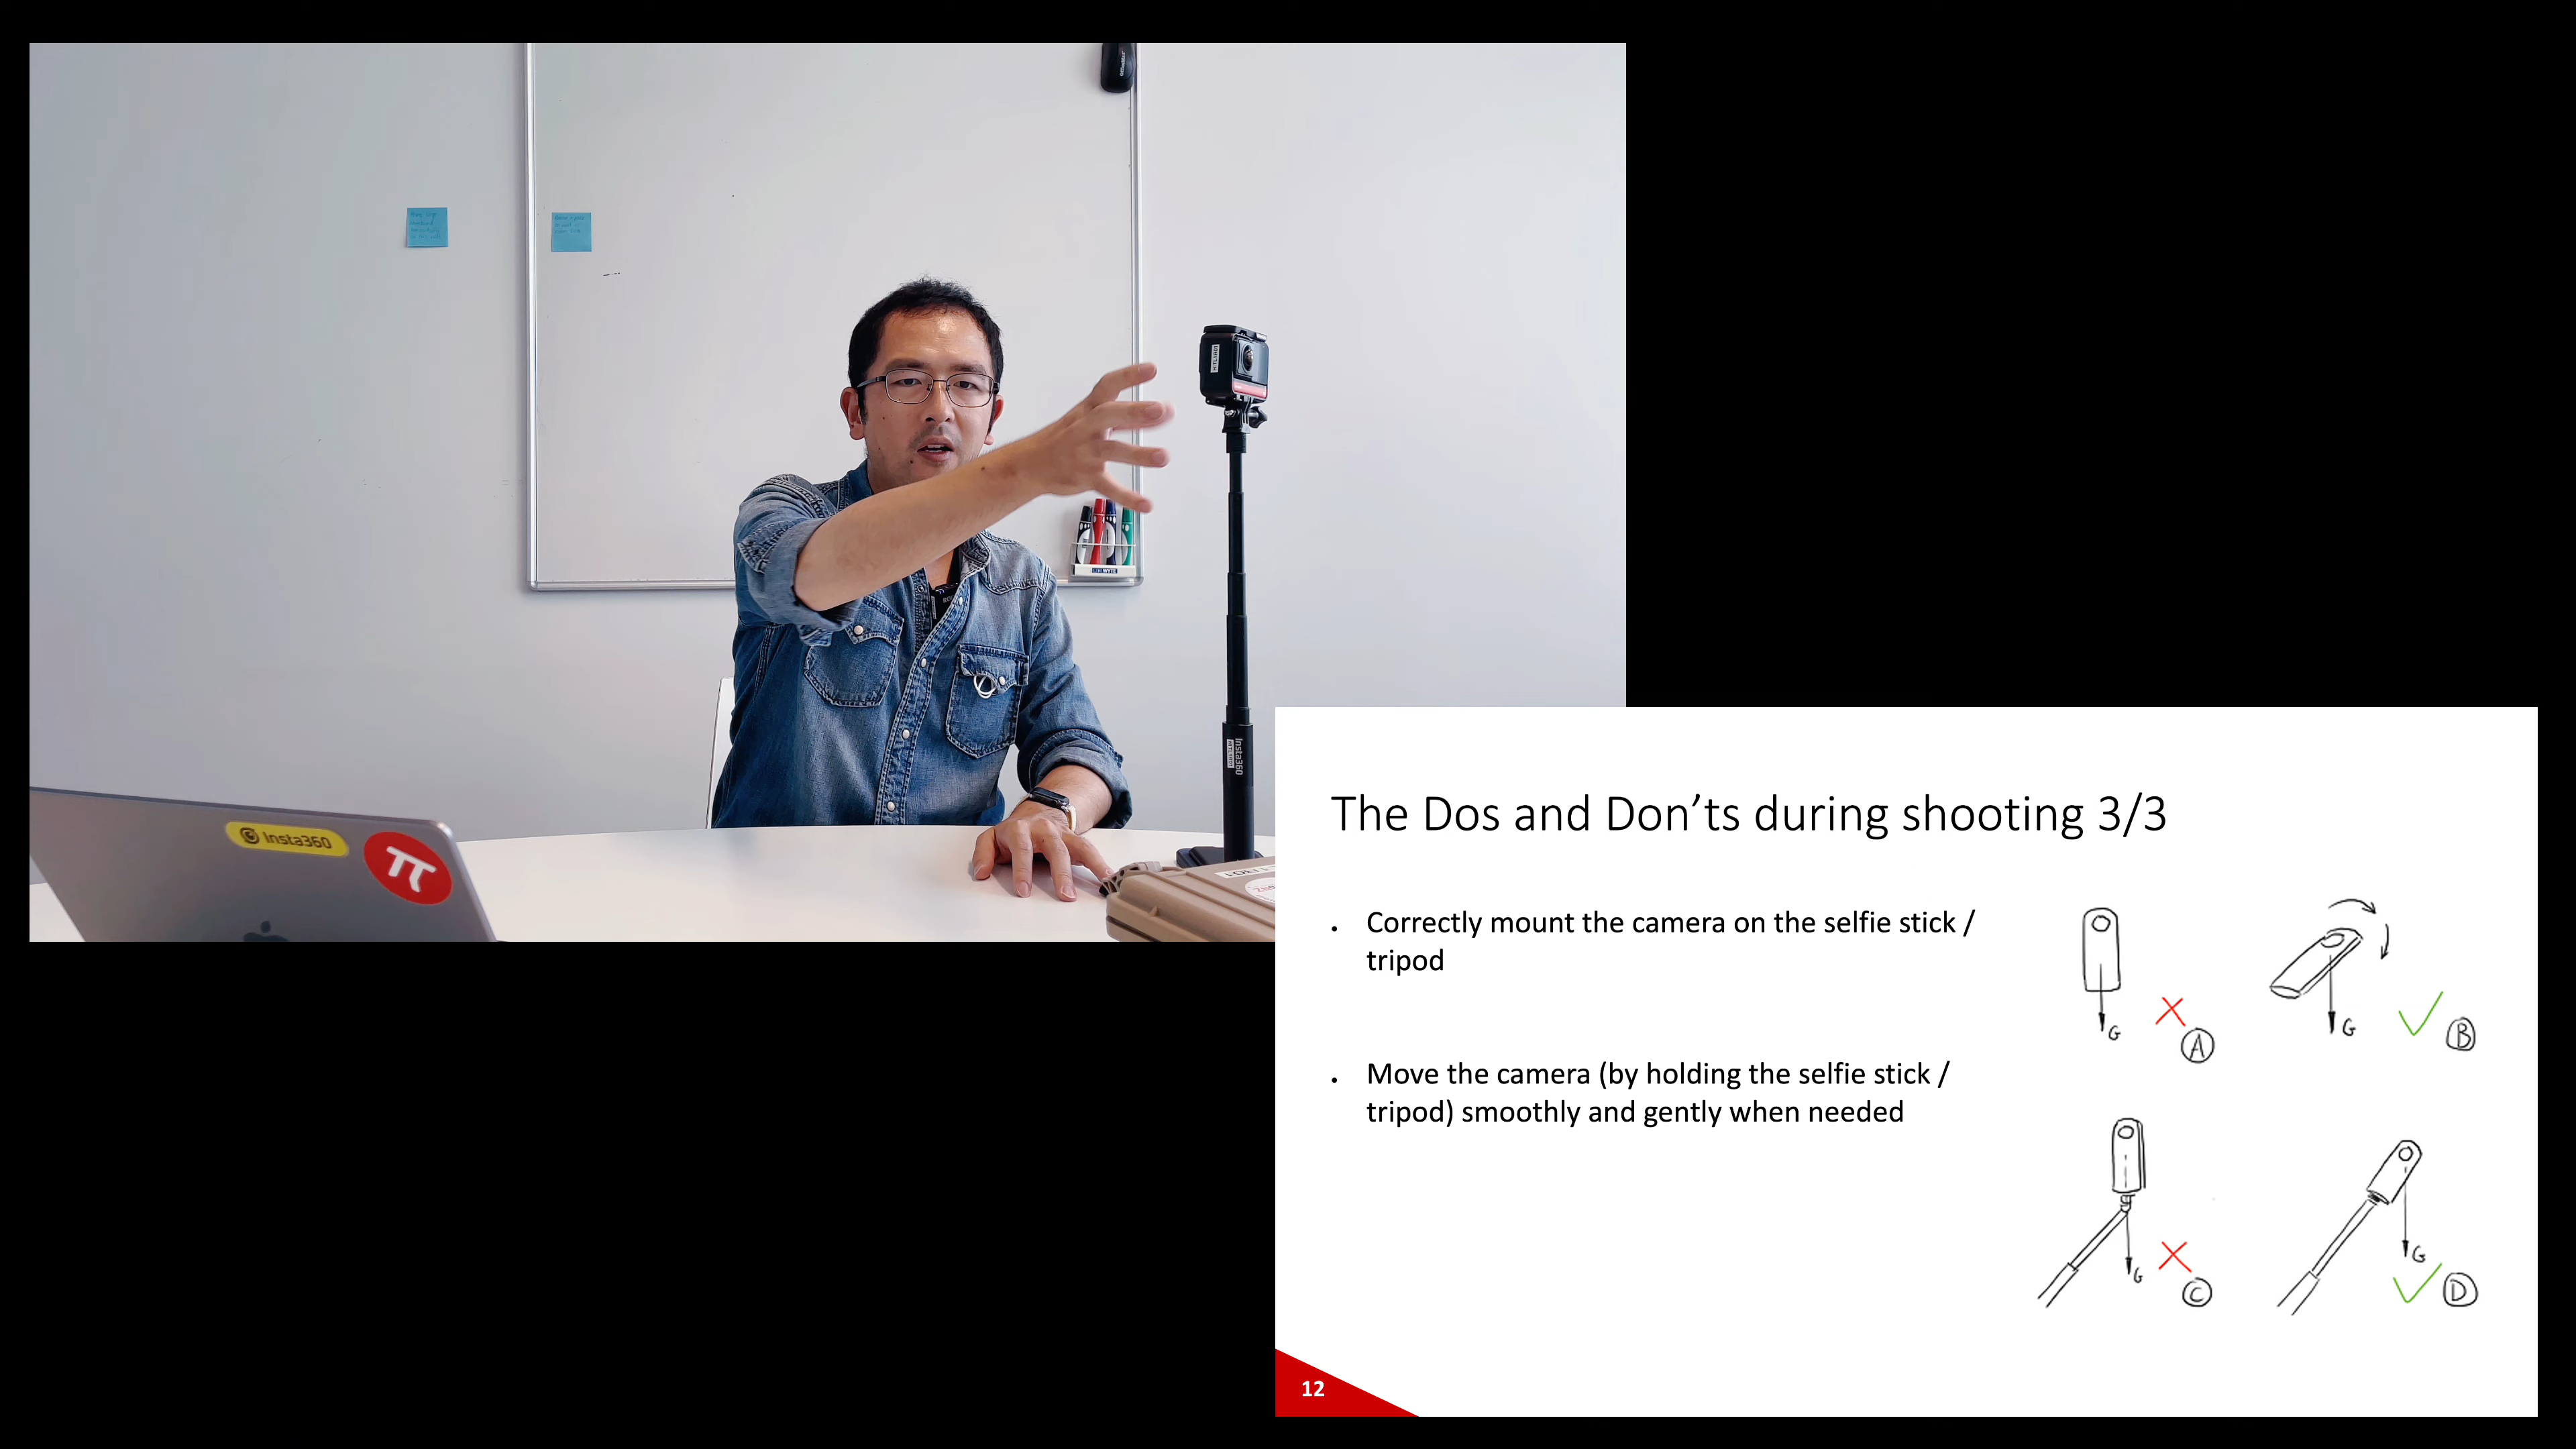 Insta360
π
Insta360
The Dos and Don’ts during shooting 3/3
• Correctly mount the camera on the selfie stick /
tripod
• Move the camera (by holding the selfie stick /
tripod) smoothly and gently when needed
G
A
G
B
G
C
G
D
12